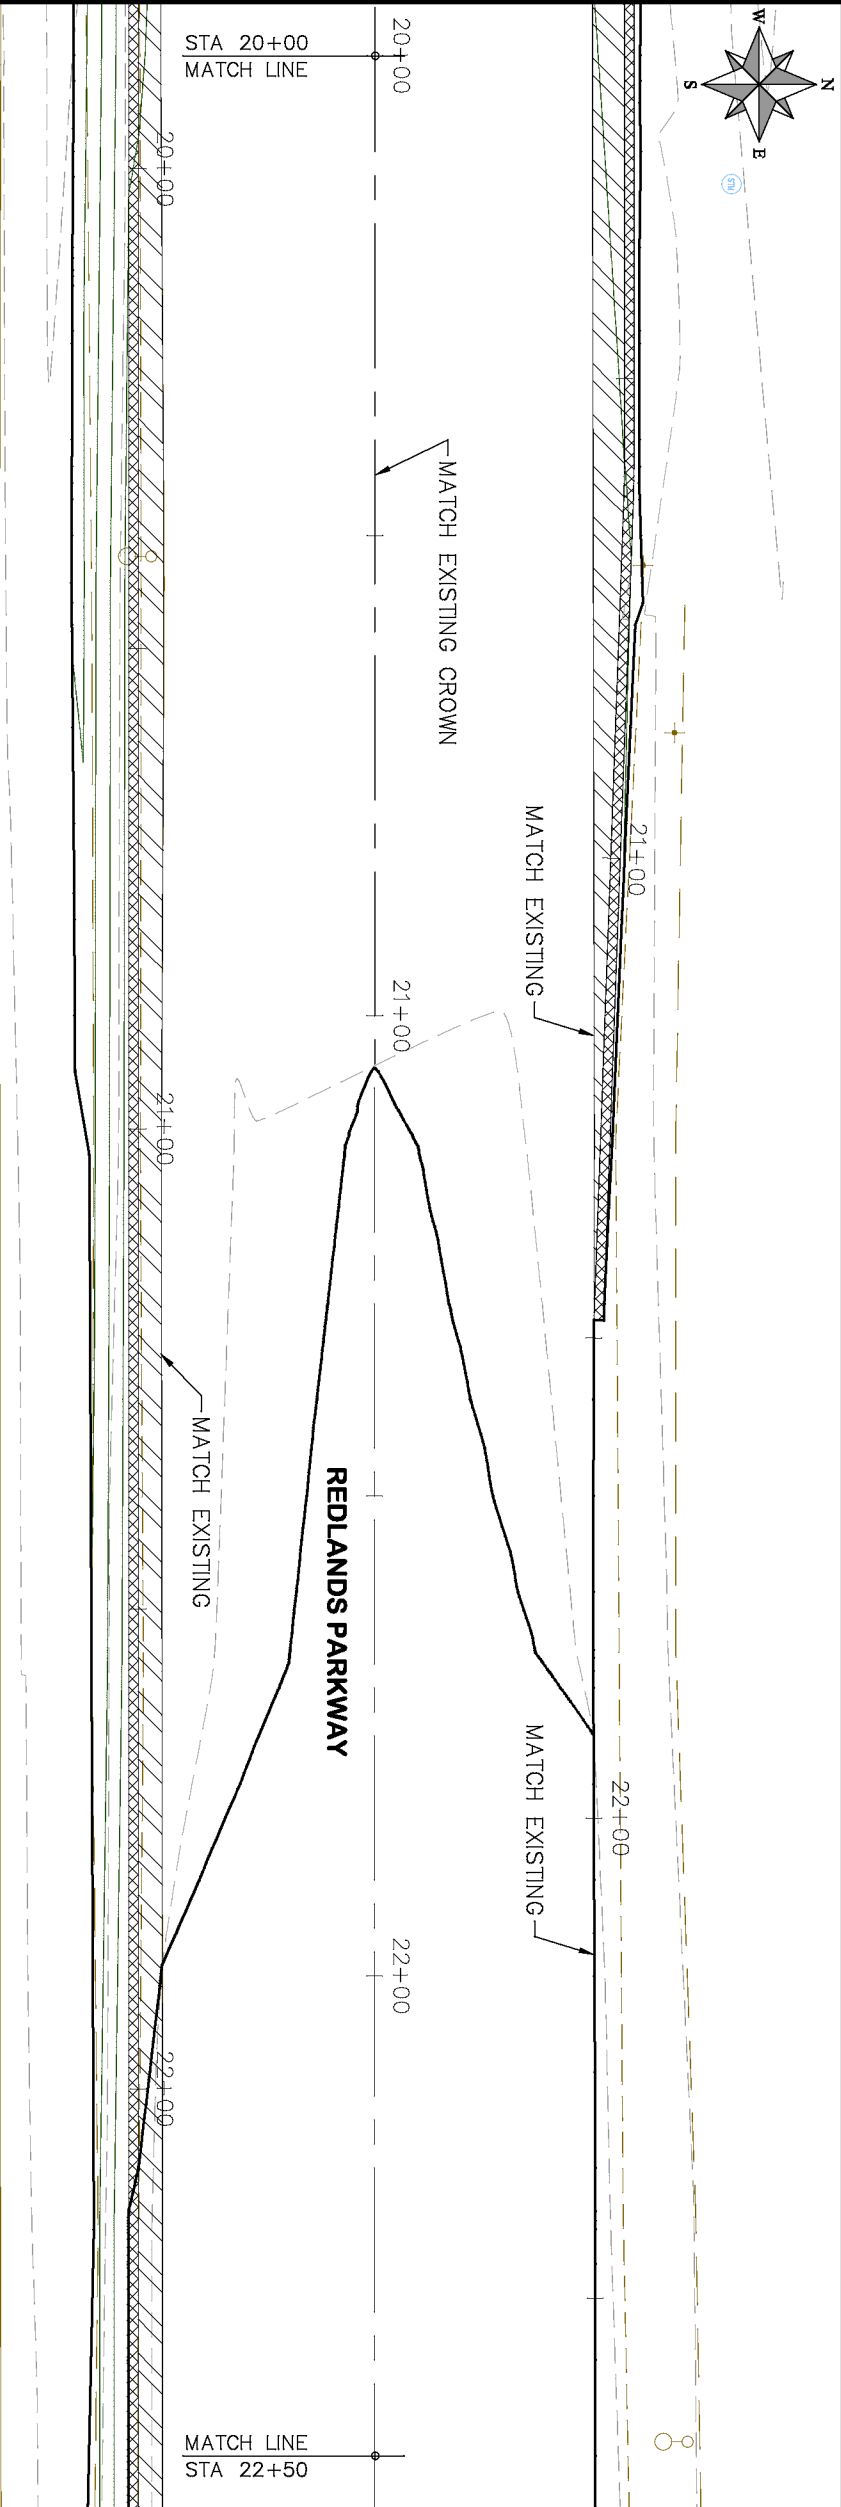 STA 20+00
MATCH LINE
20+00
W
N
S
E
RLS
20+00
MATCH EXISTING CROWN
MATCH EXISTING
21+00
21+00
21+00
MATCH EXISTING
REDLANDS PARKWAY
MATCH EXISTING
22+00
22+00
22+00
MATCH LINE
STA 22+50